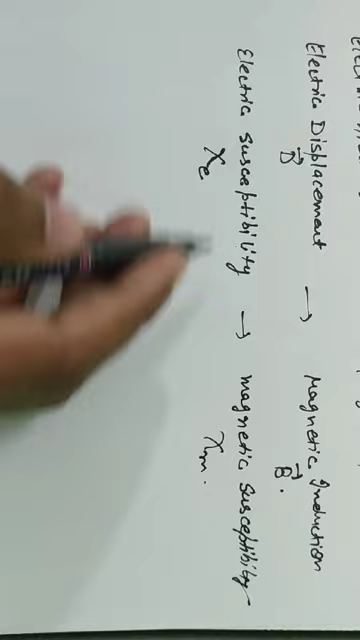 Electric Displacement → Magnetic Induction
D⃗ B⃗.
Electric susceptibility → magnetic susceptibility
χe χm.